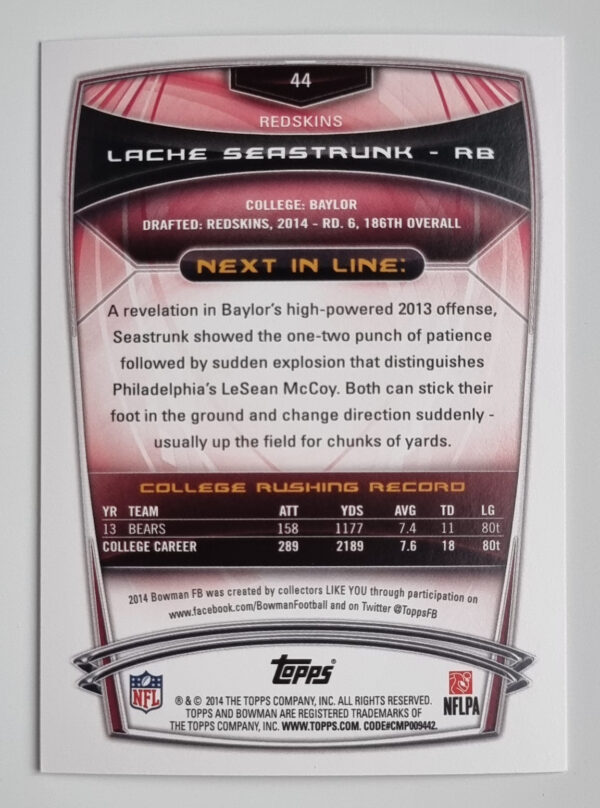 44
REDSKINS
LACHE SEASTRUNK - RB
COLLEGE: BAYLOR
DRAFTED: REDSKINS, 2014 - RD. 6, 186TH OVERALL
NEXT IN LINE:
A revelation in Baylor's high-powered 2013 offense,
Seastrunk showed the one-two punch of patience
followed by sudden explosion that distinguishes
Philadelphia's LeSean McCoy. Both can stick their
foot in the ground and change direction suddenly -
usually up the field for chunks of yards.
COLLEGE RUSHING RECORD
YR TEAM ATT YDS AVG TD LG
13 BEARS 158 1177 7.4 11 80t
COLLEGE CAREER 289 2189 7.6 18 80t
2014 Bowman FB was created by collectors LIKE YOU through participation on
www.facebook.com/BowmanFootball and on Twitter @ToppsFB
topps
NFL
NFLPA
® & © 2014 THE TOPPS COMPANY, INC. ALL RIGHTS RESERVED.
TOPPS AND BOWMAN ARE REGISTERED TRADEMARKS OF
THE TOPPS COMPANY, INC. WWW.TOPPS.COM. CODE#CMP009442.